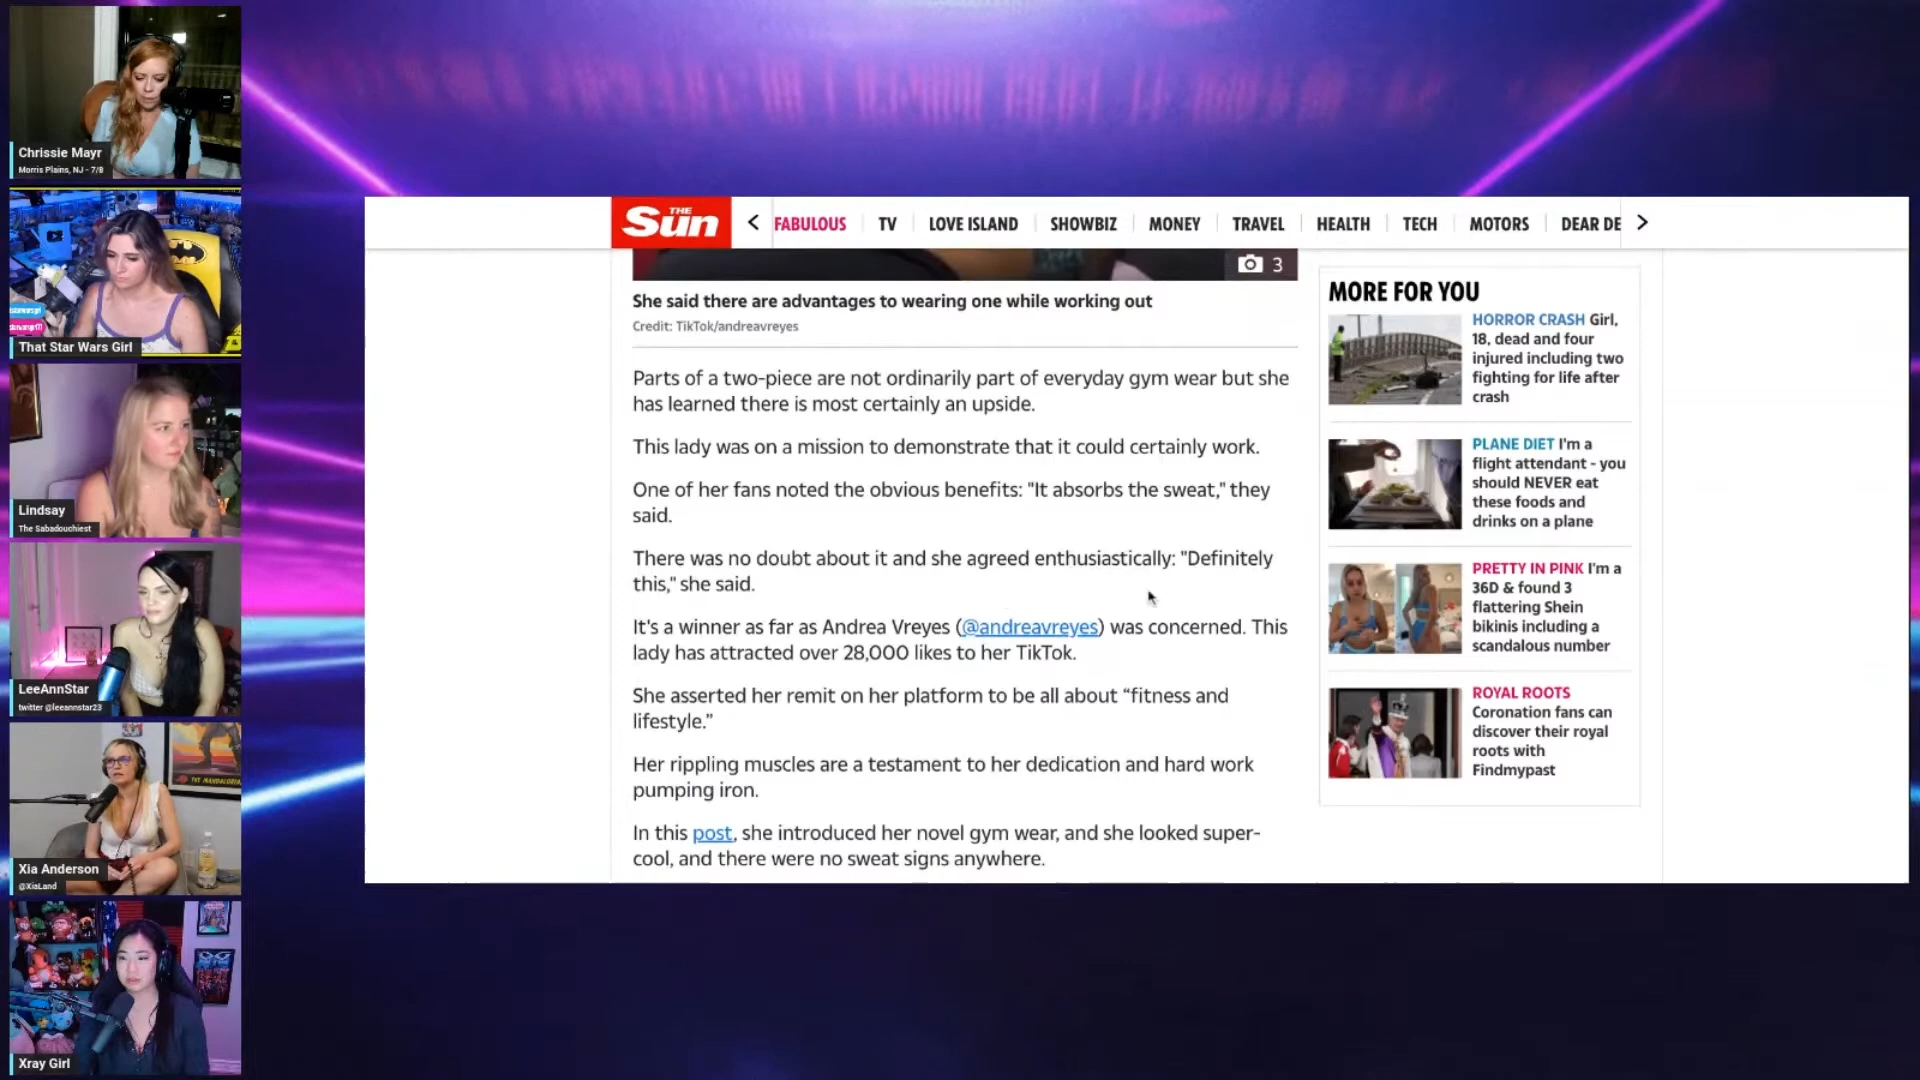 Chrissie Mayr
Morris Plains, NJ - 7/8
That Star Wars Girl
Lindsay
The Sabadouchiest
LeeAnnStar
twitter @leeannstar23
THE MANDALORIAN
Xia Anderson
@XiaLand
Xray Girl
THE Sun
< FABULOUS TV LOVE ISLAND SHOWBIZ MONEY TRAVEL HEALTH TECH MOTORS DEAR DE >
3
She said there are advantages to wearing one while working out
Credit: TikTok/andreavreyes
Parts of a two-piece are not ordinarily part of everyday gym wear but she
has learned there is most certainly an upside.
This lady was on a mission to demonstrate that it could certainly work.
One of her fans noted the obvious benefits: "It absorbs the sweat," they
said.
There was no doubt about it and she agreed enthusiastically: "Definitely
this," she said.
It's a winner as far as Andrea Vreyes (@andreavreyes) was concerned. This
lady has attracted over 28,000 likes to her TikTok.
She asserted her remit on her platform to be all about “fitness and
lifestyle.”
Her rippling muscles are a testament to her dedication and hard work
pumping iron.
In this post, she introduced her novel gym wear, and she looked super-
cool, and there were no sweat signs anywhere.
MORE FOR YOU
HORROR CRASH Girl,
18, dead and four
injured including two
fighting for life after
crash
PLANE DIET I'm a
flight attendant - you
should NEVER eat
these foods and
drinks on a plane
PRETTY IN PINK I'm a
36D & found 3
flattering Shein
bikinis including a
scandalous number
ROYAL ROOTS
Coronation fans can
discover their royal
roots with
Findmypast